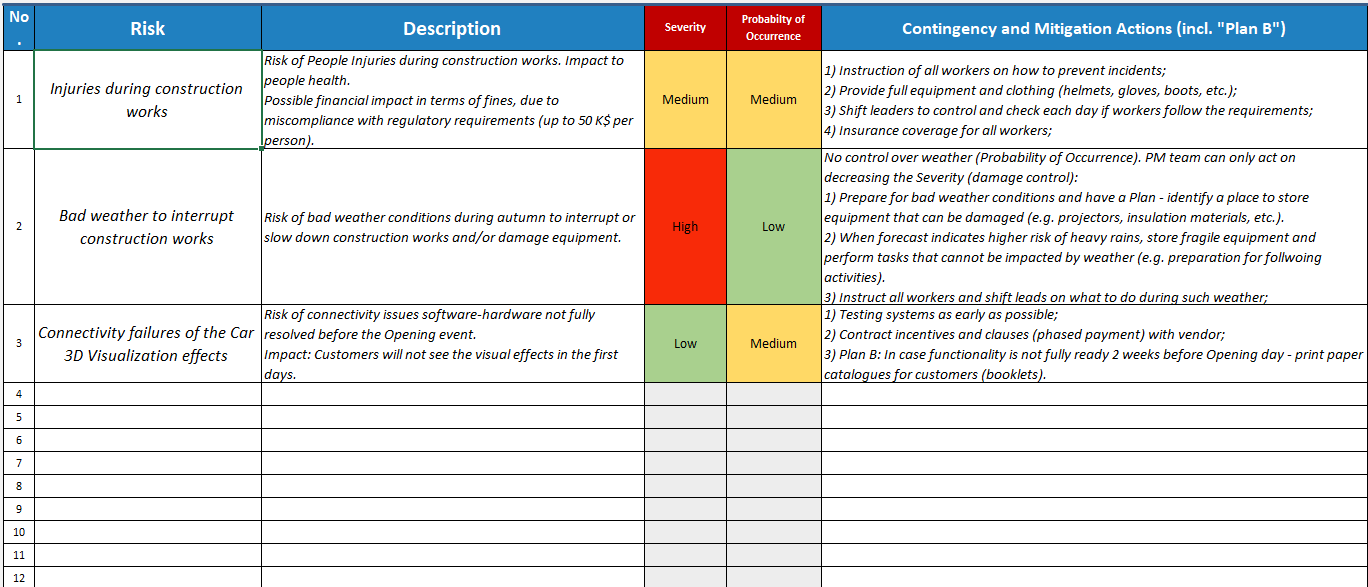 No
.
Risk
Description
Severity
Probabilty of
Occurrence
Contingency and Mitigation Actions (incl. "Plan B")
1
Injuries during construction
works
Risk of People Injuries during construction works. Impact to
people health.
Possible financial impact in terms of fines, due to
miscompliance with regulatory requirements (up to 50 K$ per
person).
Medium
Medium
1) Instruction of all workers on how to prevent incidents;
2) Provide full equipment and clothing (helmets, gloves, boots, etc.);
3) Shift leaders to control and check each day if workers follow the requirements;
4) Insurance coverage for all workers;
2
Bad weather to interrupt
construction works
Risk of bad weather conditions during autumn to interrupt or
slow down construction works and/or damage equipment.
High
Low
No control over weather (Probability of Occurrence). PM team can only act on
decreasing the Severity (damage control):
1) Prepare for bad weather conditions and have a Plan - identify a place to store
equipment that can be damaged (e.g. projectors, insulation materials, etc.).
2) When forecast indicates higher risk of heavy rains, store fragile equipment and
perform tasks that cannot be impacted by weather (e.g. preparation for follwoing
activities).
3) Instruct all workers and shift leads on what to do during such weather;
3
Connectivity failures of the Car
3D Visualization effects
Risk of connectivity issues software-hardware not fully
resolved before the Opening event.
Impact: Customers will not see the visual effects in the first
days.
Low
Medium
1) Testing systems as early as possible;
2) Contract incentives and clauses (phased payment) with vendor;
3) Plan B: In case functionality is not fully ready 2 weeks before Opening day - print paper
catalogues for customers (booklets).
4
5
6
7
8
9
10
11
12